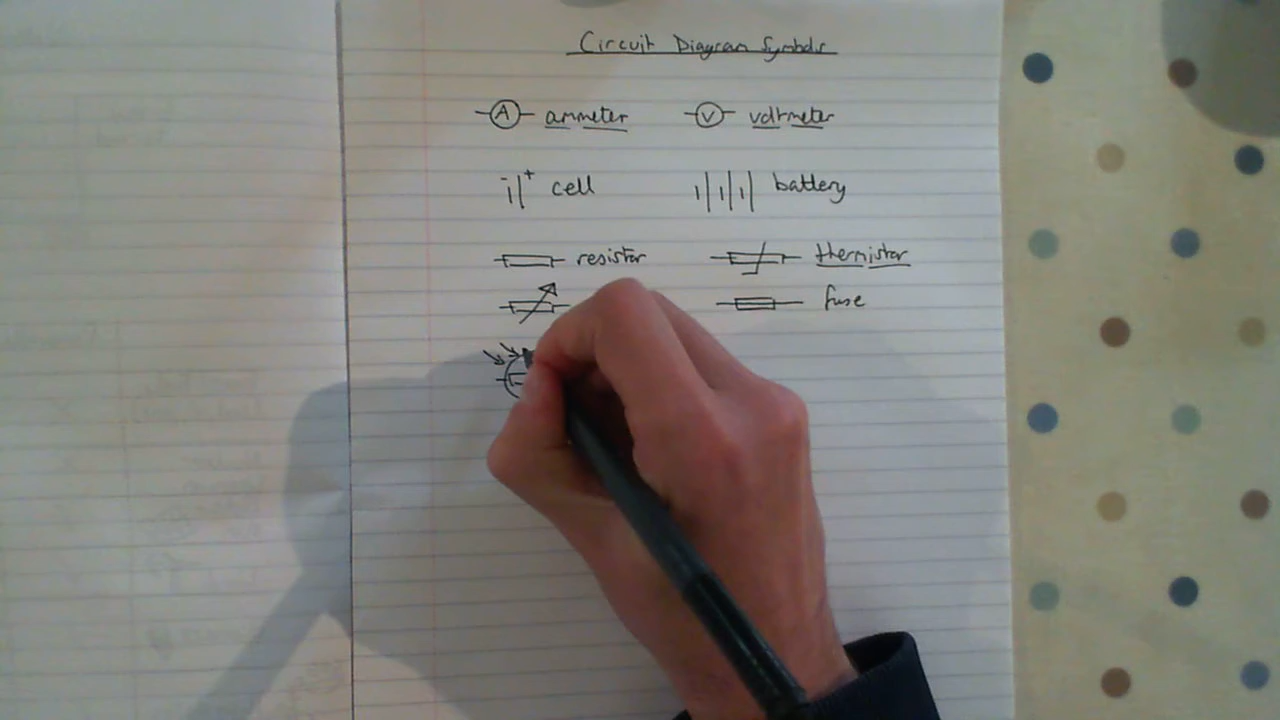 Circuit Diagram Symbols
A ammeter V voltmeter
+ cell battery
resistor thermistor
fuse